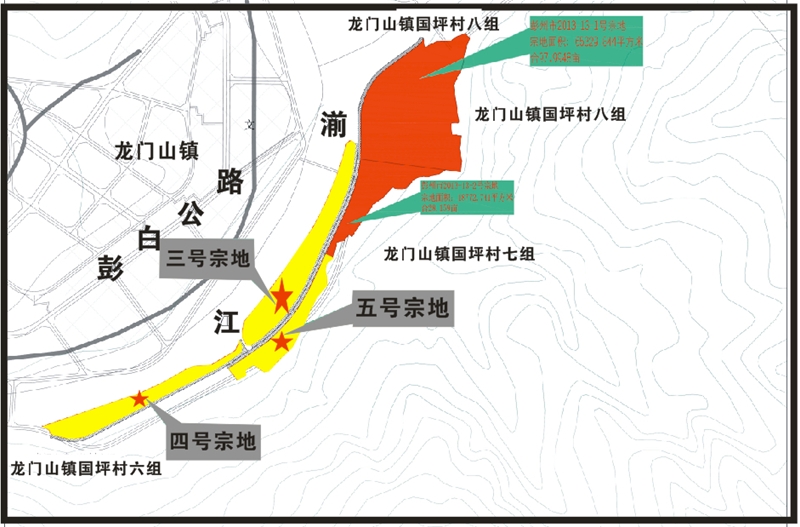 龙门山镇国坪村八组
龙门山镇国坪村八组
湔
文
龙门山镇
路
公
白
彭
三号宗地
龙门山镇国坪村七组
五号宗地
江
四号宗地
龙门山镇国坪村六组